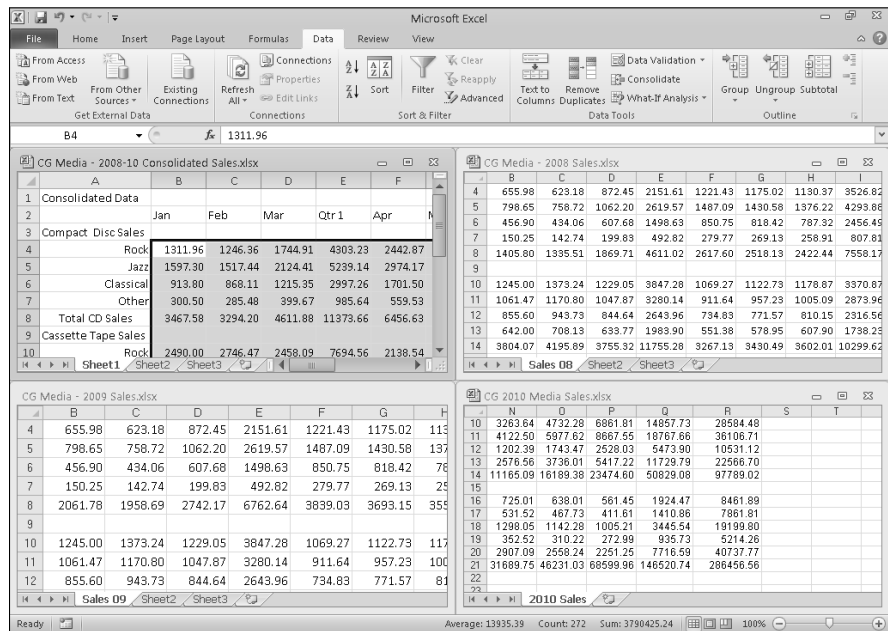 Microsoft Excel
File Home Insert Page Layout Formulas Data Review View
From Access
From Web
From Text
From Other Sources
Existing Connections
Get External Data
Refresh All
Connections
Properties
Edit Links
Connections
Sort
Filter
Clear
Reapply
Advanced
Sort & Filter
Text to Columns
Remove Duplicates
Data Validation
Consolidate
What-If Analysis
Data Tools
Group Ungroup Subtotal
Outline
B4 fx 1311.96
CG Media - 2008-10 Consolidated Sales.xlsx
A B C D E F
1 Consolidated Data
2 Jan Feb Mar Qtr 1 Apr
3 Compact Disc Sales
4 Rock 1311.96 1246.36 1744.91 4303.23 2442.87
5 Jazz 1597.30 1517.44 2124.41 5239.14 2974.17
6 Classical 913.80 868.11 1215.35 2997.26 1701.50
7 Other 300.50 285.48 399.67 985.64 559.53
8 Total CD Sales 3467.58 3294.20 4611.88 11373.66 6456.63
9 Cassette Tape Sales
10 Rock 2490.00 2746.47 2458.09 7694.56 2138.54
Sheet1 Sheet2 Sheet3
CG Media - 2008 Sales.xlsx
B C D E F G H I
4 655.98 623.18 872.45 2151.61 1221.43 1175.02 1130.37 3526.82
5 798.65 758.72 1062.20 2619.57 1487.09 1430.58 1376.22 4293.88
6 456.90 434.06 607.68 1498.63 850.75 818.42 787.32 2456.49
7 150.25 142.74 199.83 492.82 279.77 269.13 258.91 807.81
8 1405.80 1335.51 1869.71 4611.02 2617.60 2518.13 2422.44 7558.17
9
10 1245.00 1373.24 1229.05 3847.28 1069.27 1122.73 1178.87 3370.87
11 1061.47 1170.80 1047.87 3280.14 911.64 957.23 1005.09 2873.96
12 855.60 943.73 844.64 2643.96 734.83 771.57 810.15 2316.56
13 642.00 708.13 633.77 1983.90 551.38 578.95 607.90 1738.23
14 3804.07 4195.89 3755.32 11755.28 3267.13 3430.49 3602.01 10299.62
Sales 08 Sheet2 Sheet3
CG Media - 2009 Sales.xlsx
B C D E F G H
4 655.98 623.18 872.45 2151.61 1221.43 1175.02 113
5 798.65 758.72 1062.20 2619.57 1487.09 1430.58 137
6 456.90 434.06 607.68 1498.63 850.75 818.42 78
7 150.25 142.74 199.83 492.82 279.77 269.13 25
8 2061.78 1958.69 2742.17 6762.64 3839.03 3693.15 355
9
10 1245.00 1373.24 1229.05 3847.28 1069.27 1122.73 117
11 1061.47 1170.80 1047.87 3280.14 911.64 957.23 100
12 855.60 943.73 844.64 2643.96 734.83 771.57 81
Sales 09 Sheet2 Sheet3
CG 2010 Media Sales.xlsx
N O P Q R S T
10 3263.64 4732.28 6861.81 14857.73 28584.48
11 4122.50 5977.62 8667.55 18767.66 36106.71
12 1202.39 1743.47 2528.03 5473.90 10531.12
13 2576.56 3736.01 5417.22 11729.79 22566.70
14 11165.09 16189.38 23474.60 50829.08 97789.02
15
16 725.01 638.01 561.45 1924.47 8461.89
17 531.52 467.73 411.61 1410.86 7861.81
18 1298.05 1142.28 1005.21 3445.54 19199.80
19 352.52 310.22 272.99 935.73 5214.26
20 2907.09 2558.24 2251.25 7716.59 40737.77
21 31689.75 46231.03 68599.96 146520.74 286456.56
22
23
2010 Sales
Ready Average: 13935.39 Count: 272 Sum: 3790425.24 100%